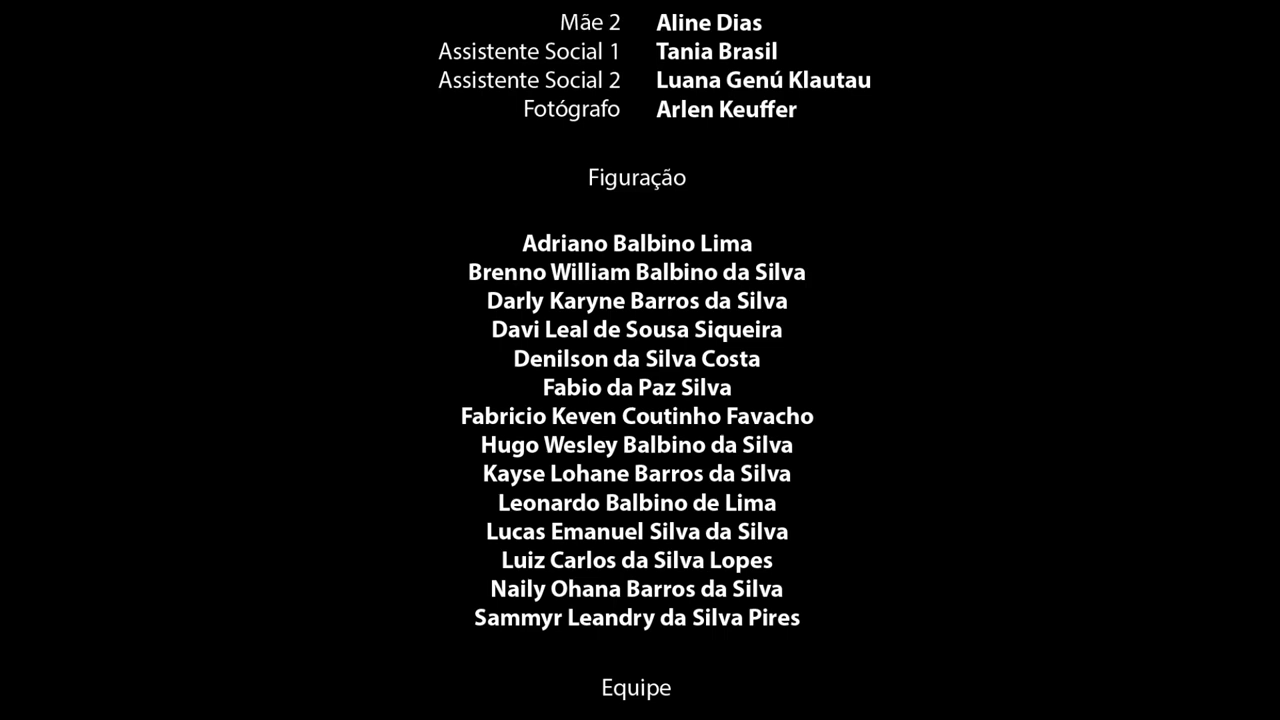 Mãe 2 Aline Dias
Assistente Social 1 Tania Brasil
Assistente Social 2 Luana Genú Klautau
Fotógrafo Arlen Keuffer
Figuração
Adriano Balbino Lima
Brenno William Balbino da Silva
Darly Karyne Barros da Silva
Davi Leal de Sousa Siqueira
Denilson da Silva Costa
Fabio da Paz Silva
Fabricio Keven Coutinho Favacho
Hugo Wesley Balbino da Silva
Kayse Lohane Barros da Silva
Leonardo Balbino de Lima
Lucas Emanuel Silva da Silva
Luiz Carlos da Silva Lopes
Naily Ohana Barros da Silva
Sammyr Leandry da Silva Pires
Equipe